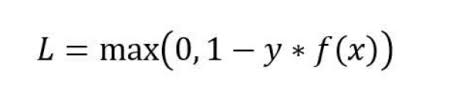 L = max(0, 1 − y * f(x))